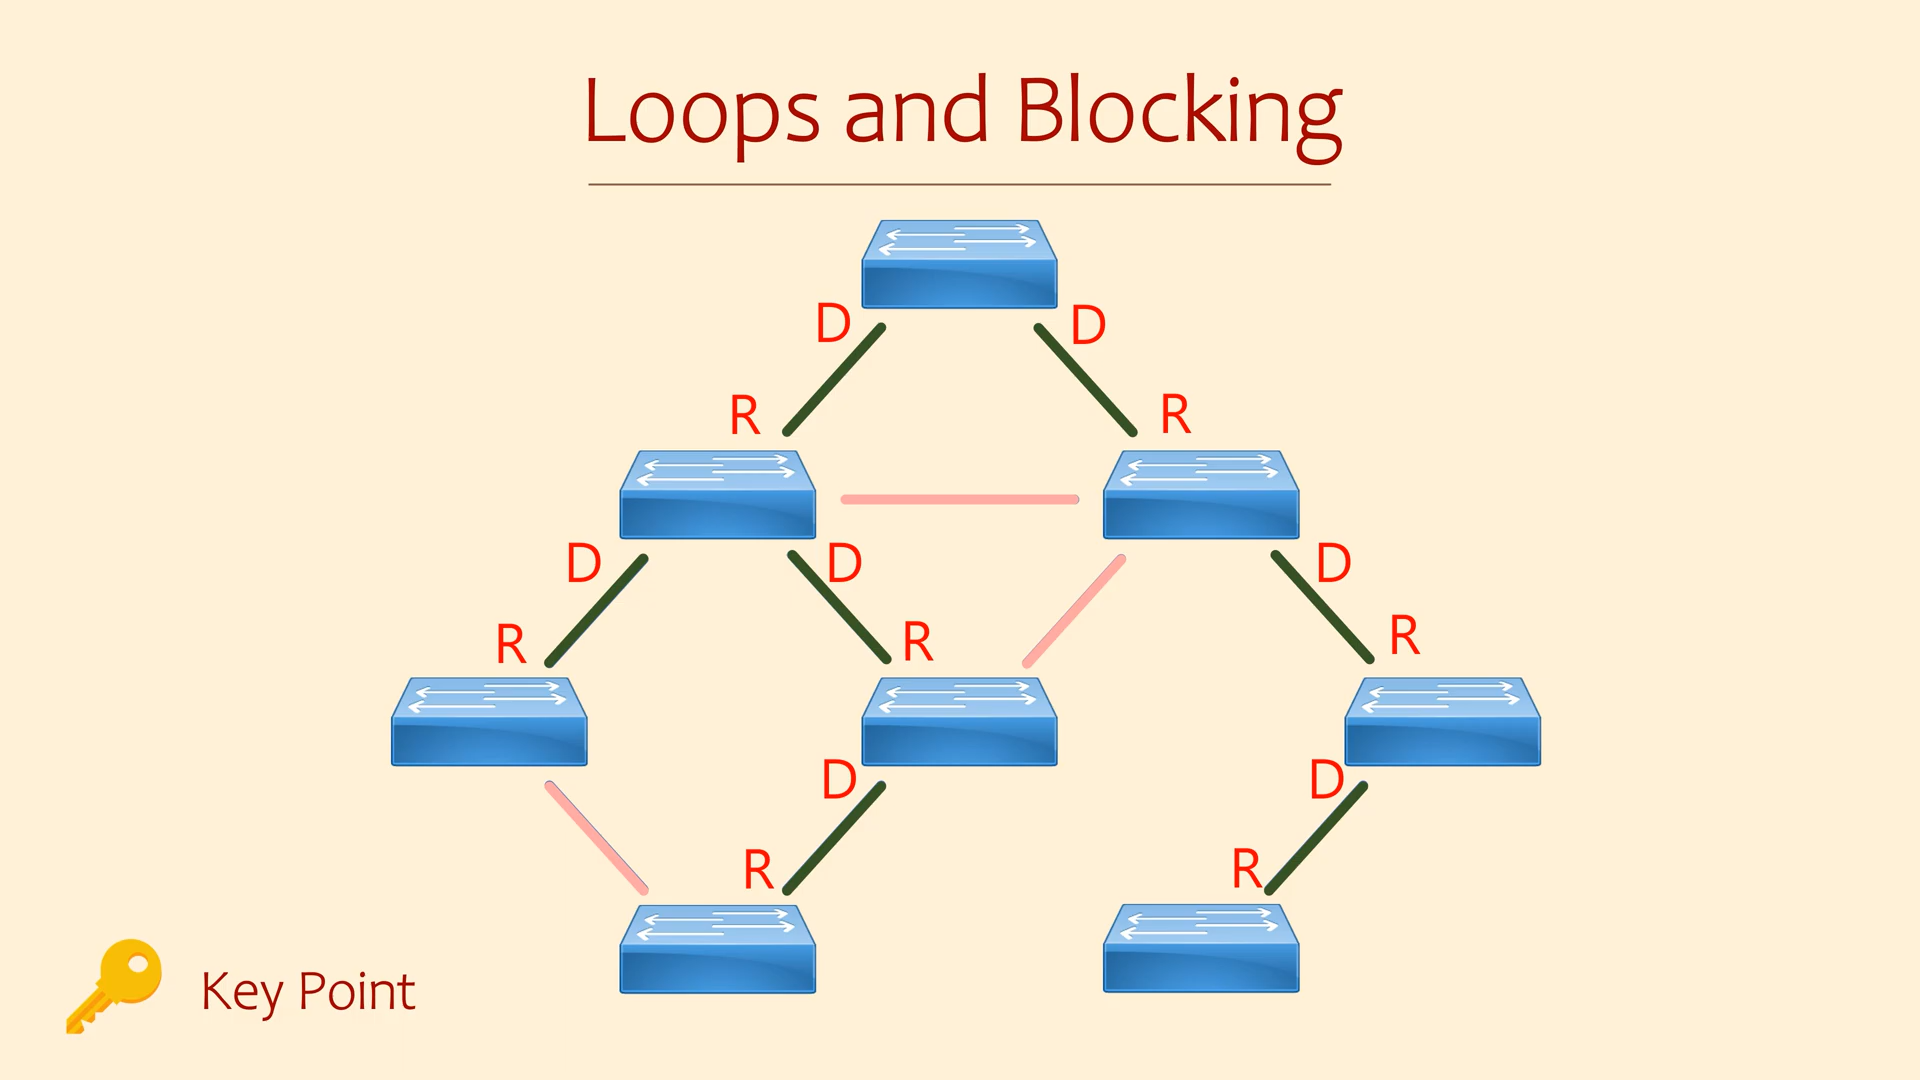 Loops and Blocking
D D
R R
D D D
R R R
D D
R R
Key Point